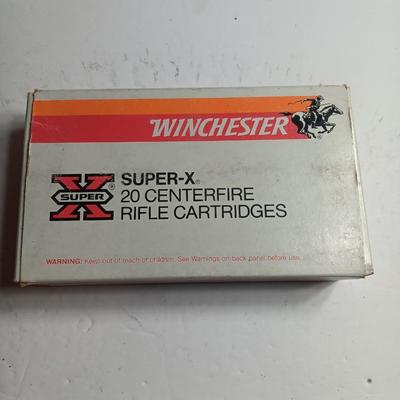 WINCHESTER
X
SUPER
®
SUPER-X®
20 CENTERFIRE
RIFLE CARTRIDGES
WARNING: Keep out of reach of children. See Warnings on back panel before use.